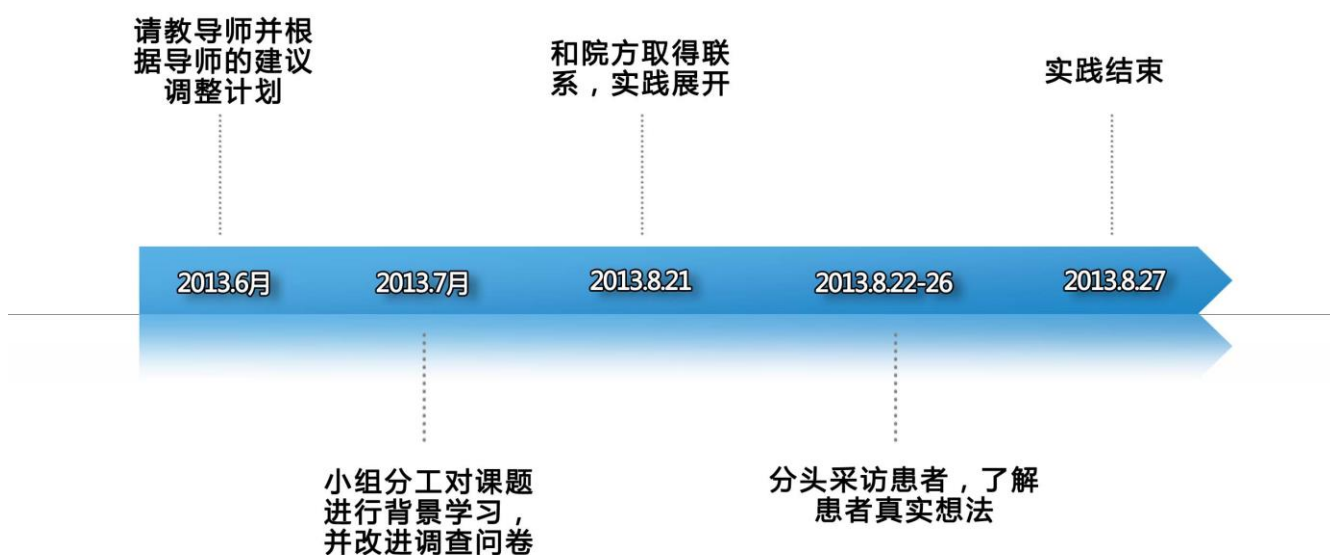 请教导师并根
据导师的建议
调整计划
和院方取得联
系，实践展开
实践结束
2013.6月
2013.7月
2013.8.21
2013.8.22-26
2013.8.27
小组分工对课题
进行背景学习，
并改进调查问卷
分头采访患者，了解
患者真实想法